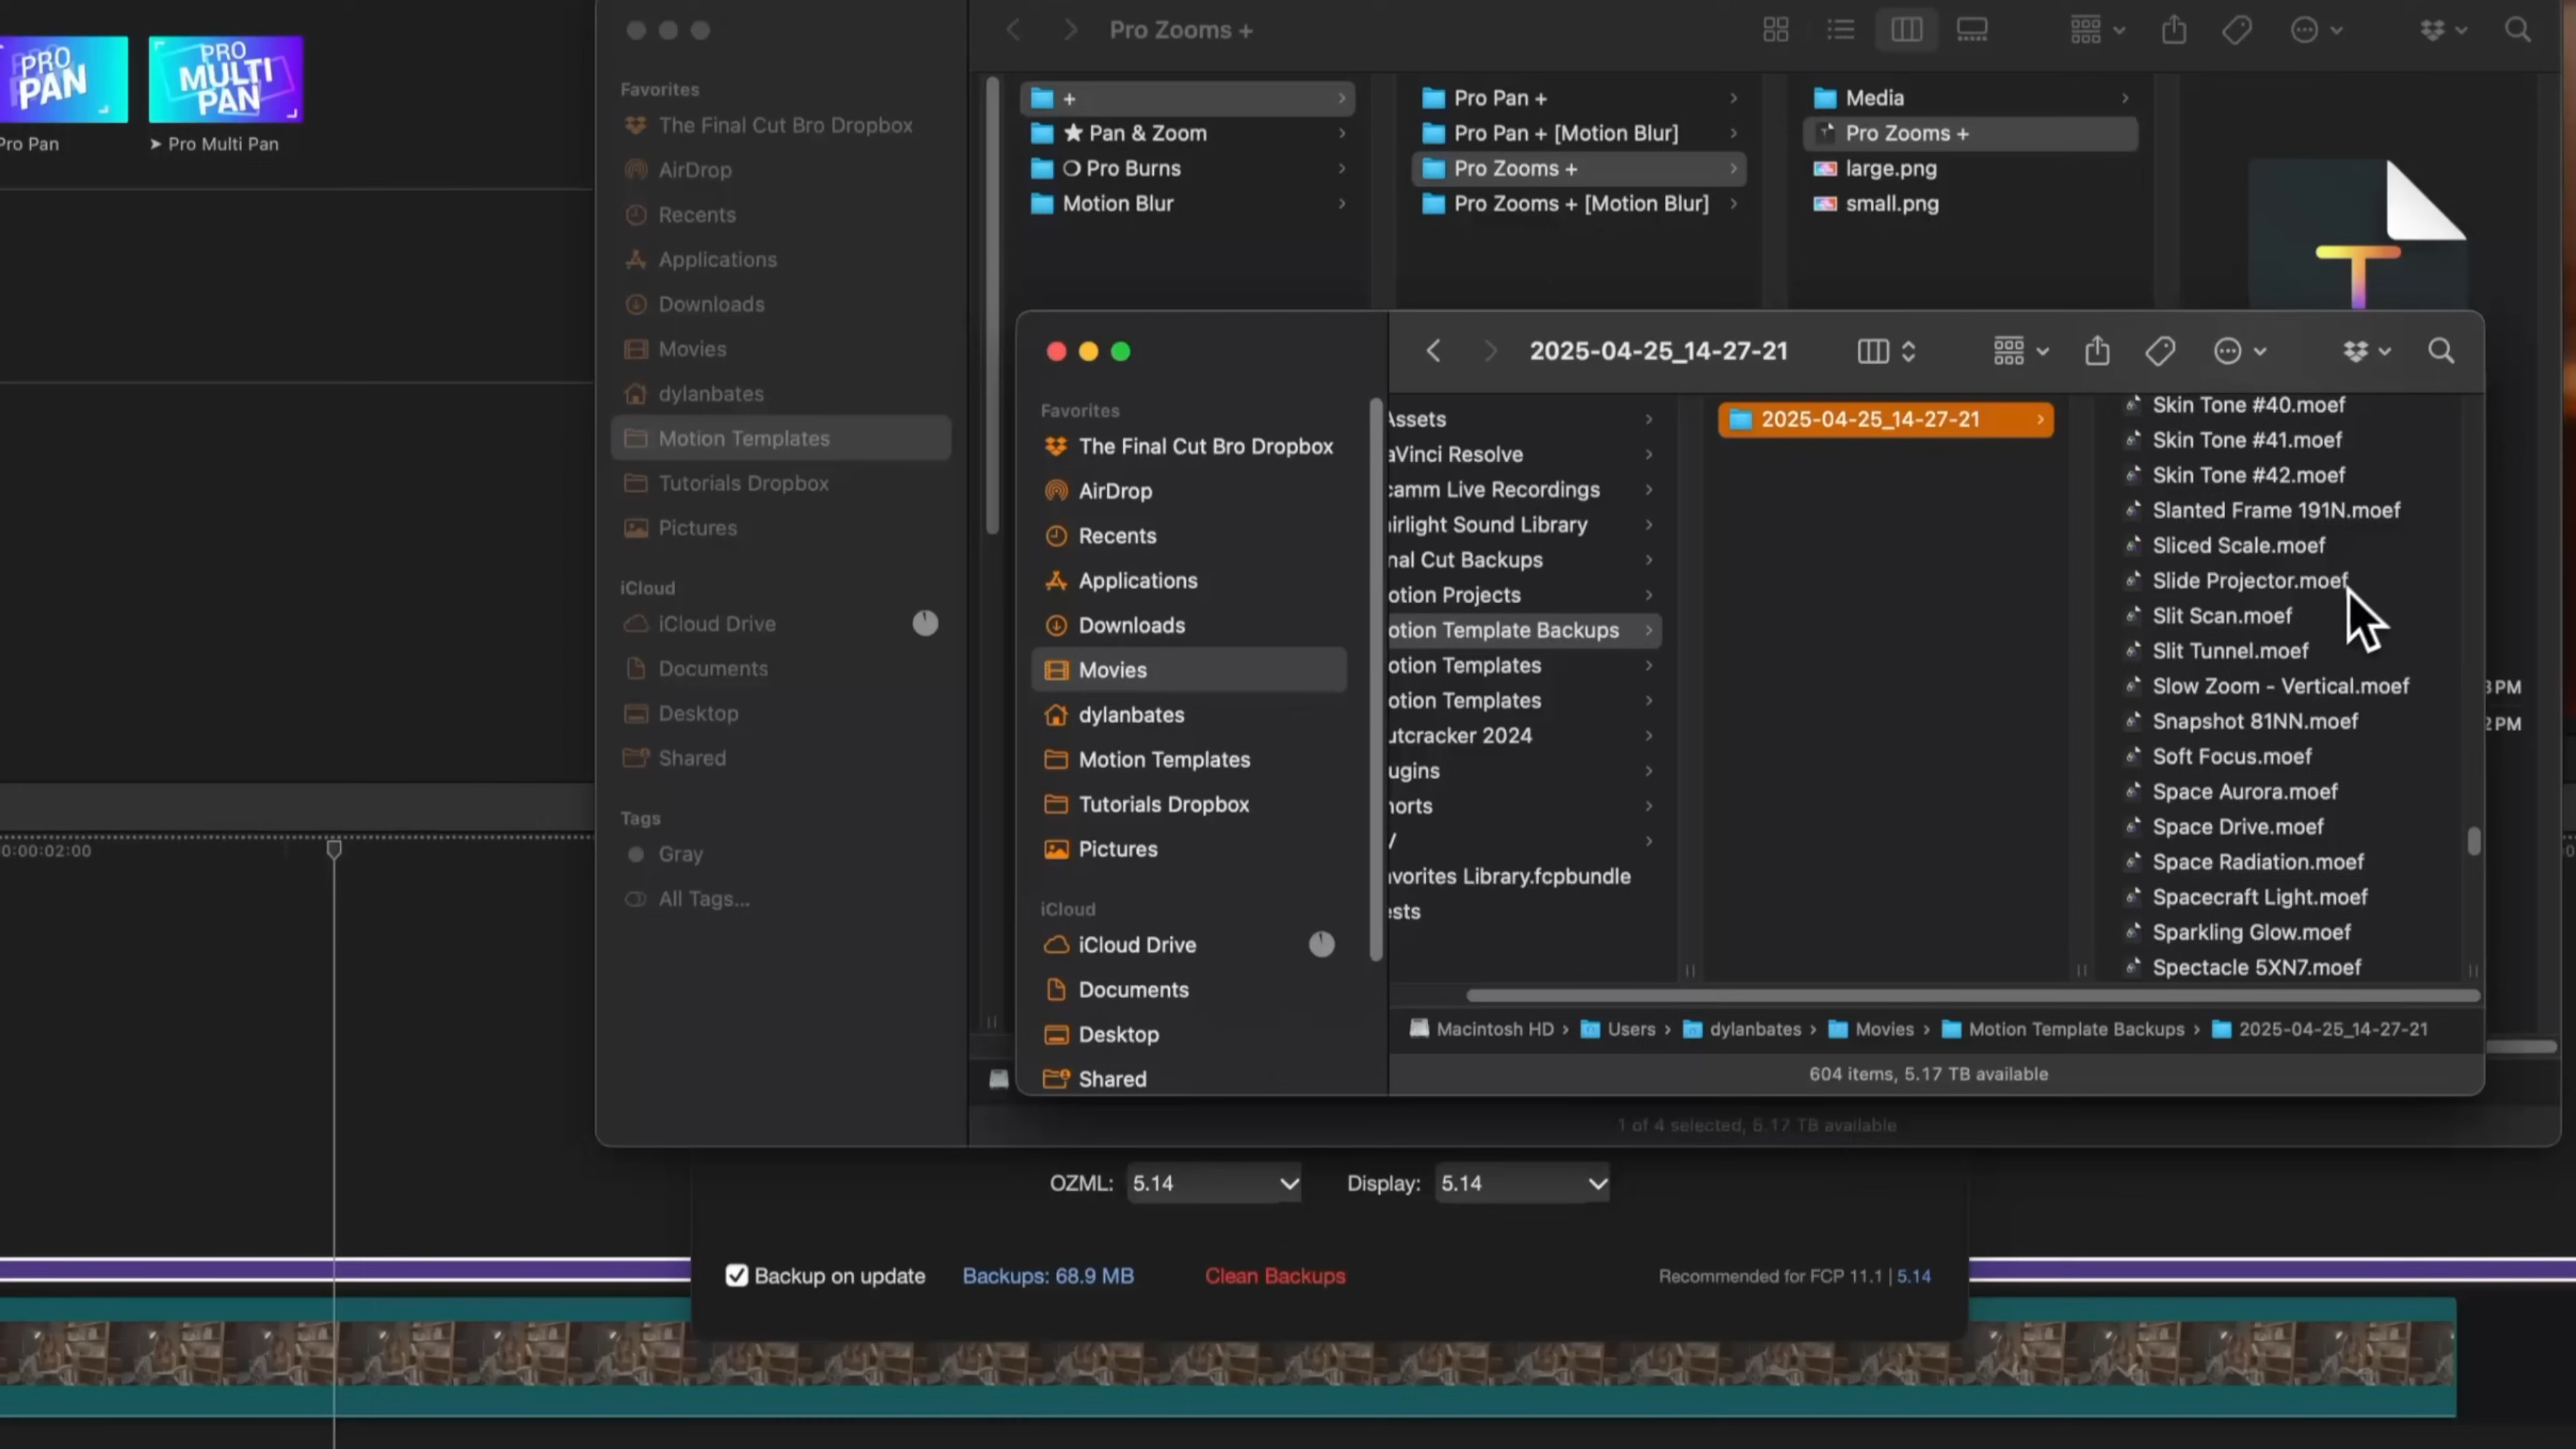 PRO
PAN
PRO
MULTI
PAN
Pro Pan
➤ Pro Multi Pan
0:00:02:00
Pro Zooms +
Favorites
The Final Cut Bro Dropbox
AirDrop
Recents
Applications
Downloads
Movies
dylanbates
Motion Templates
Tutorials Dropbox
Pictures
iCloud
iCloud Drive
Documents
Desktop
Shared
Tags
Gray
All Tags...
+
★ Pan & Zoom
❍ Pro Burns
Motion Blur
Pro Pan +
Pro Pan + [Motion Blur]
Pro Zooms +
Pro Zooms + [Motion Blur]
Media
Pro Zooms +
large.png
small.png
T
2025-04-25_14-27-21
Favorites
The Final Cut Bro Dropbox
AirDrop
Recents
Applications
Downloads
Movies
dylanbates
Motion Templates
Tutorials Dropbox
Pictures
iCloud
iCloud Drive
Documents
Desktop
Shared
Assets
aVinci Resolve
camm Live Recordings
airlight Sound Library
nal Cut Backups
otion Projects
otion Template Backups
otion Templates
otion Templates
utcracker 2024
ugins
horts
avorites Library.fcpbundle
ests
2025-04-25_14-27-21
Skin Tone #40.moef
Skin Tone #41.moef
Skin Tone #42.moef
Slanted Frame 191N.moef
Sliced Scale.moef
Slide Projector.moef
Slit Scan.moef
Slit Tunnel.moef
Slow Zoom - Vertical.moef
Snapshot 81NN.moef
Soft Focus.moef
Space Aurora.moef
Space Drive.moef
Space Radiation.moef
Spacecraft Light.moef
Sparkling Glow.moef
Spectacle 5XN7.moef
3 PM
2 PM
Macintosh HD › Users › dylanbates › Movies › Motion Template Backups › 2025-04-25_14-27-21
604 items, 5.17 TB available
1 of 4 selected, 5.17 TB available
OZML: 5.14 Display: 5.14
Backup on update Backups: 68.9 MB Clean Backups Recommended for FCP 11.1 | 5.14